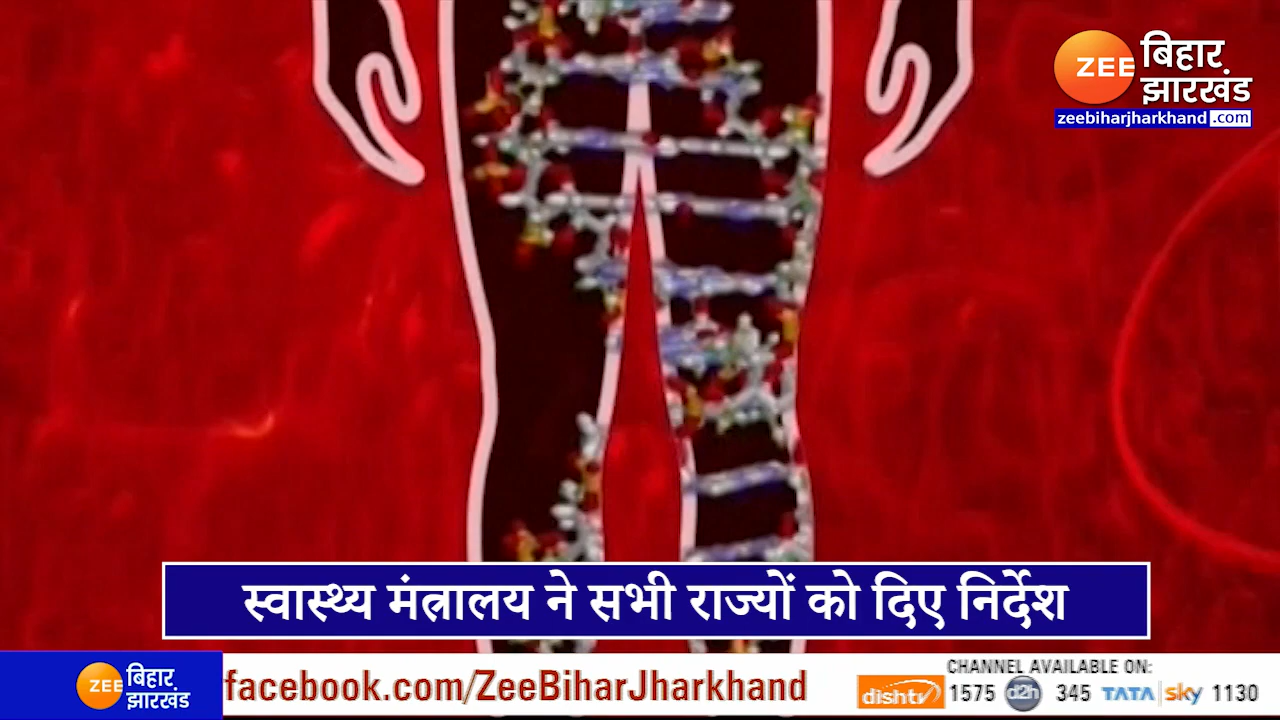 ZEE बिहार झारखंड
zeebiharjharkhand.com
स्वास्थ्य मंत्रालय ने सभी राज्यों को दिए निर्देश
ZEE बिहार झारखंड
facebook.com/ZeeBiharJharkhand
CHANNEL AVAILABLE ON:
dishtv 1575 d2h 345 TATA sky 1130